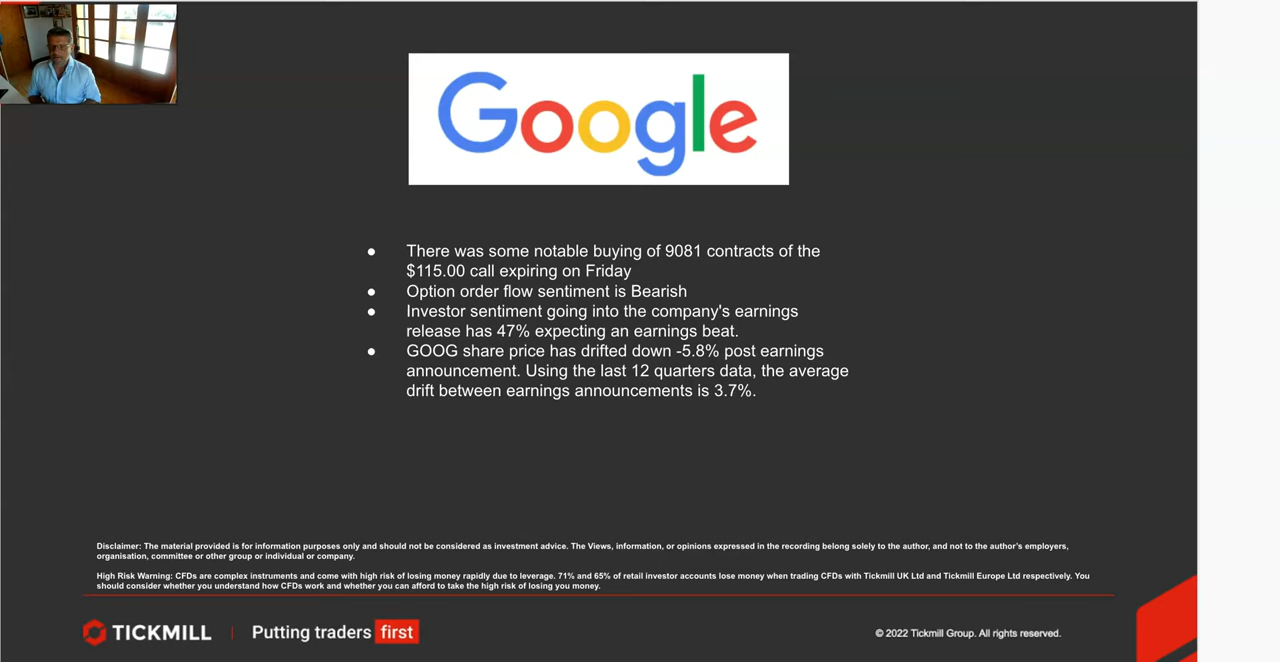 Google
● There was some notable buying of 9081 contracts of the
$115.00 call expiring on Friday
● Option order flow sentiment is Bearish
● Investor sentiment going into the company's earnings
release has 47% expecting an earnings beat.
● GOOG share price has drifted down -5.8% post earnings
announcement. Using the last 12 quarters data, the average
drift between earnings announcements is 3.7%.
Disclaimer: The material provided is for information purposes only and should not be considered as investment advice. The Views, information, or opinions expressed in the recording belong solely to the author, and not to the author's employers,
organisation, committee or other group or individual or company.
High Risk Warning: CFDs are complex instruments and come with high risk of losing money rapidly due to leverage. 71% and 65% of retail investor accounts lose money when trading CFDs with Tickmill UK Ltd and Tickmill Europe Ltd respectively. You
should consider whether you understand how CFDs work and whether you can afford to take the high risk of losing you money.
TICKMILL | Putting traders first
© 2022 Tickmill Group. All rights reserved.